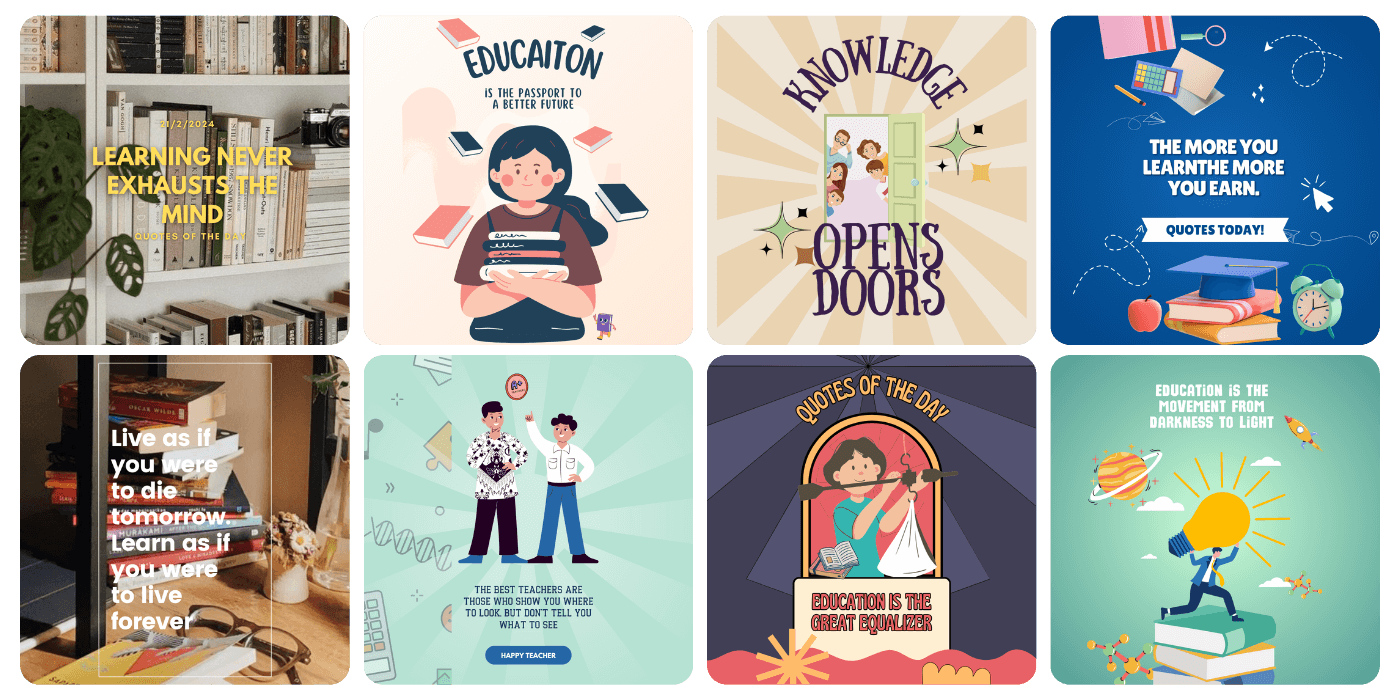 21/2/2024
LEARNING NEVER
EXHAUSTS THE
MIND
QUOTES OF THE DAY
EDUCAITON
IS THE PASSPORT TO
A BETTER FUTURE
KNOWLEDGE
OPENS
DOORS
THE MORE YOU
LEARNTHE MORE
YOU EARN.
QUOTES TODAY!
OSCAR WILDE
Live as if
you were
to die
tomorrow.
Learn as if
you were
to live
forever
A+
THE BEST TEACHERS ARE
THOSE WHO SHOW YOU WHERE
TO LOOK, BUT DON'T TELL YOU
WHAT TO SEE
HAPPY TEACHER
QUOTES OF THE DAY
EDUCATION IS THE
GREAT EQUALIZER
EDUCATION IS THE
MOVEMENT FROM
DARKNESS TO LIGHT